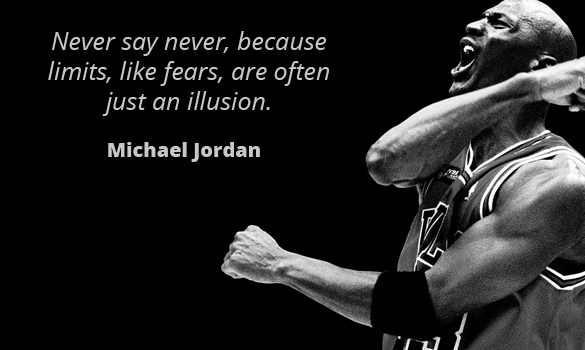 Never say never, because
limits, like fears, are often
just an illusion.
Michael Jordan